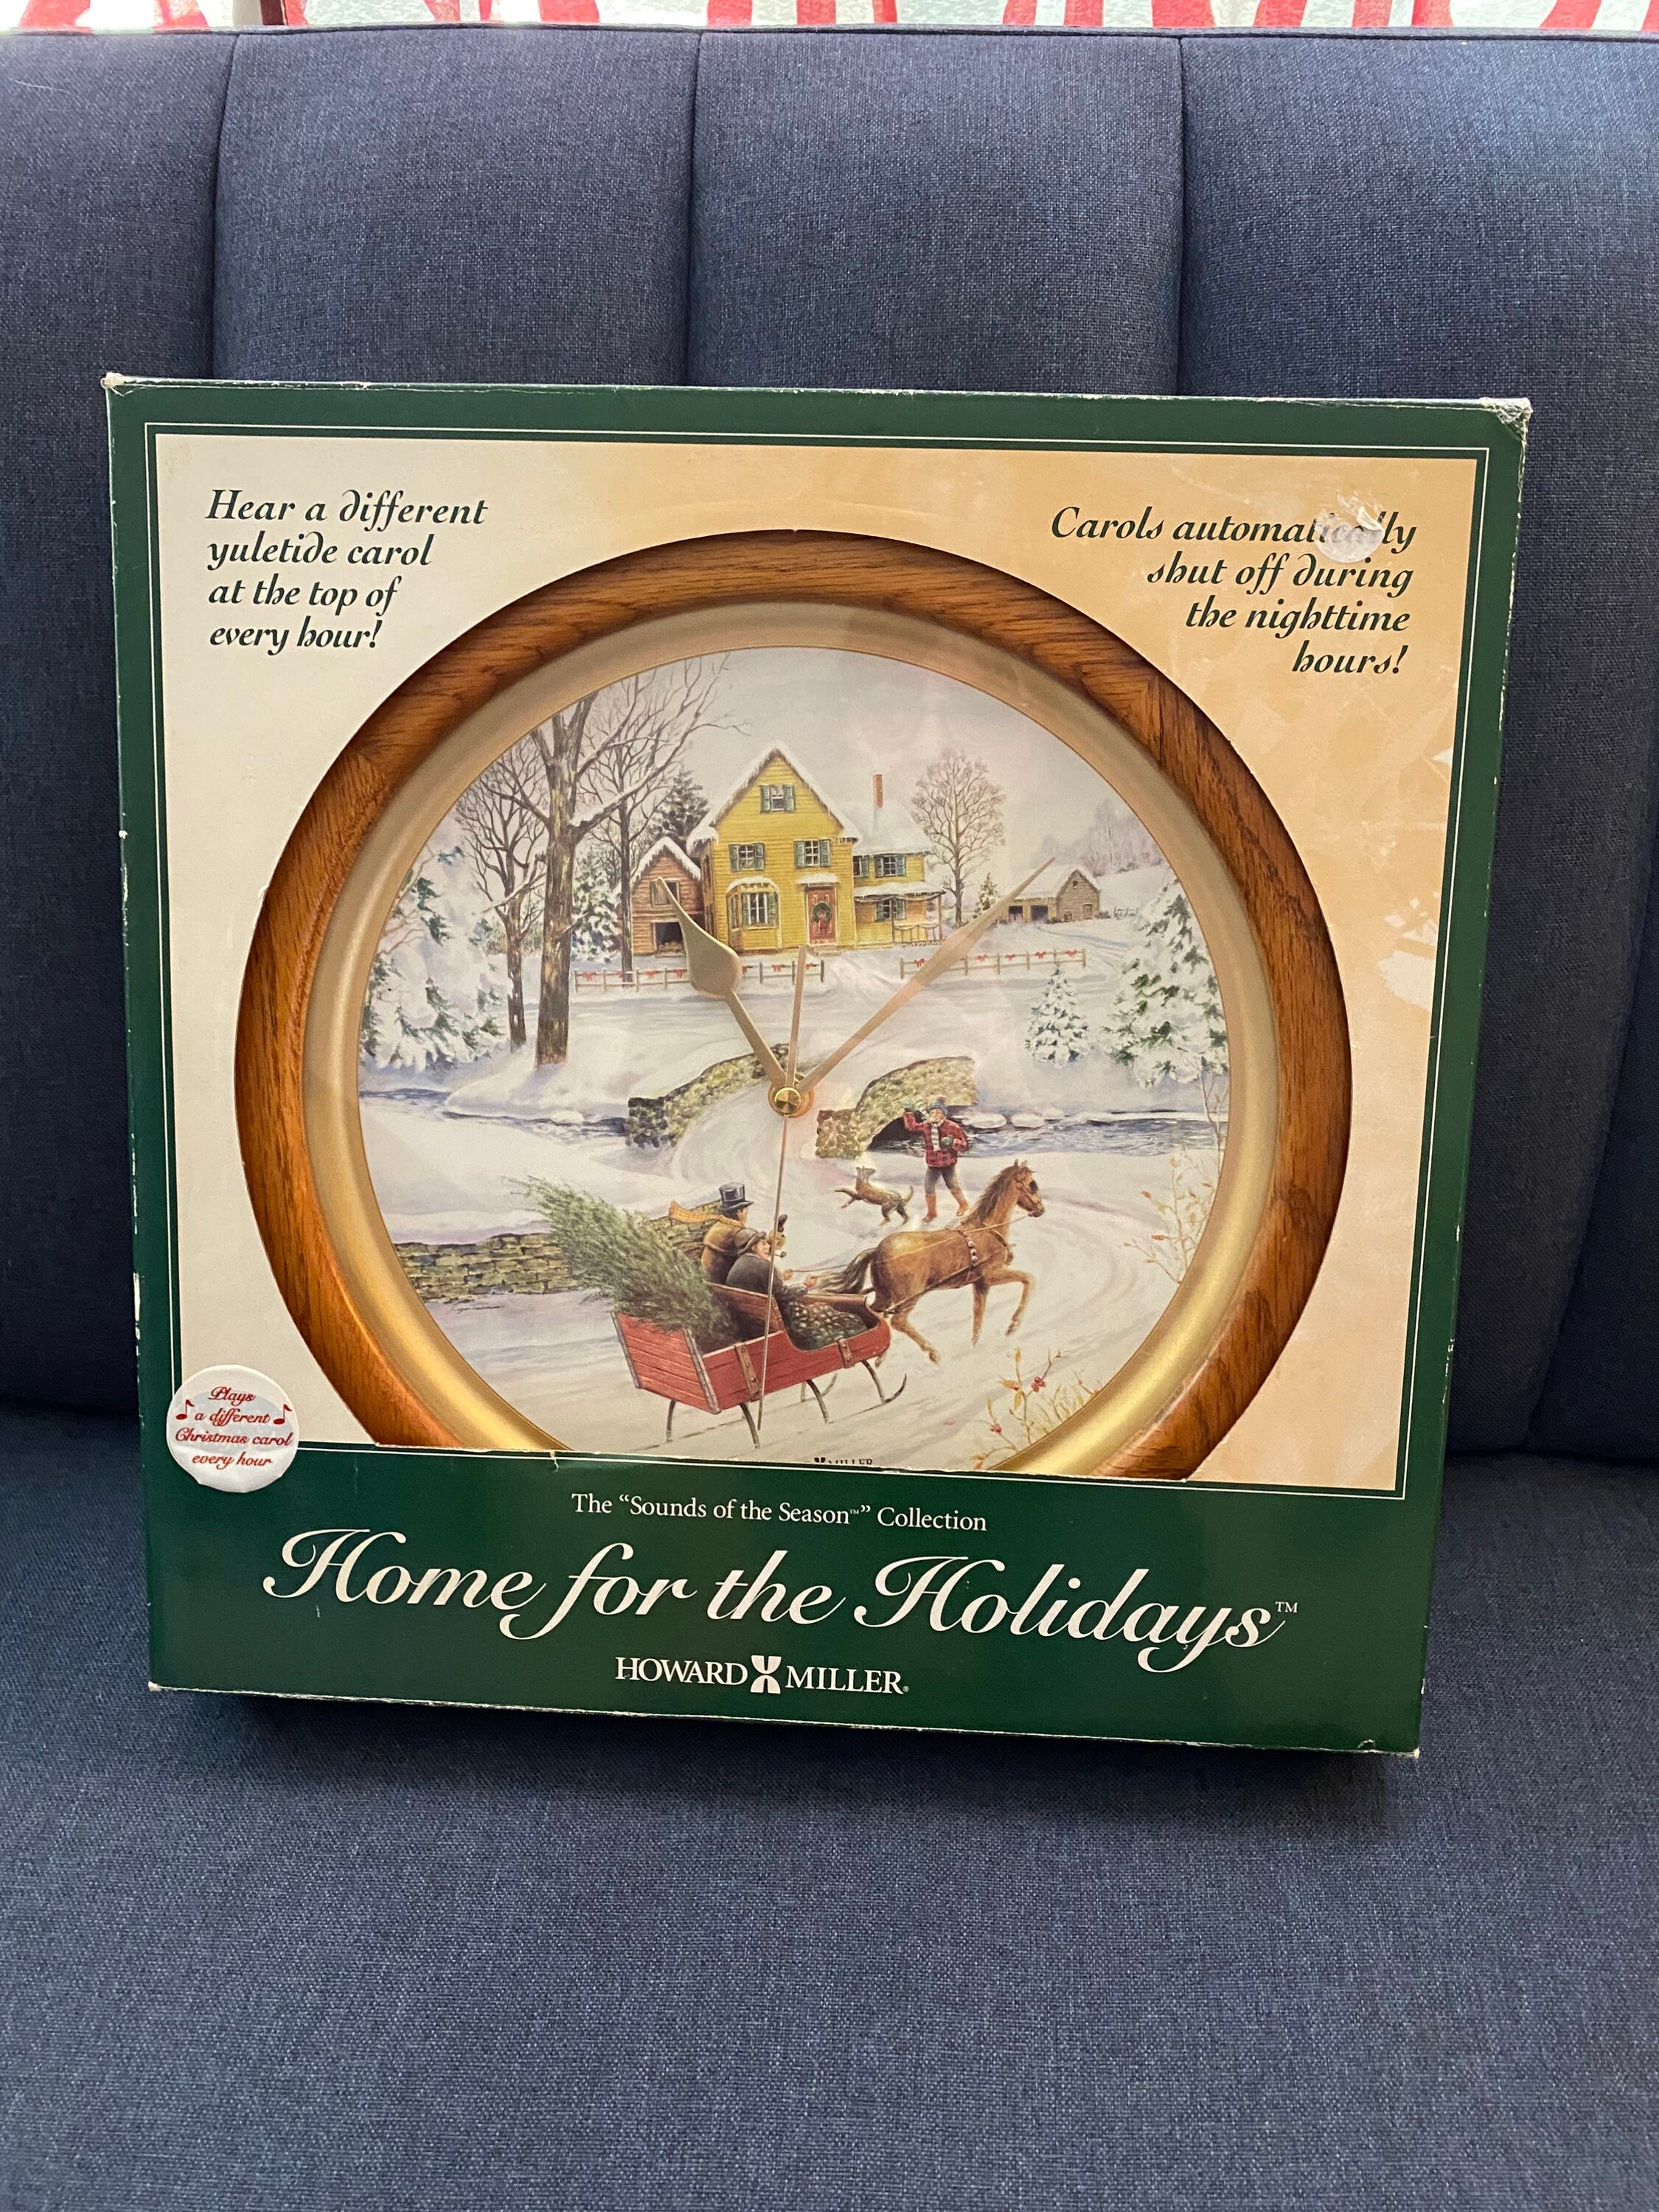 Hear a different
yuletide carol
at the top of
every hour!
Carols automatically
shut off during
the nighttime
hours!
Plays
a different
Christmas carol
every hour
The “Sounds of the Season™” Collection
Home for the Holidays™
HOWARD MILLER®